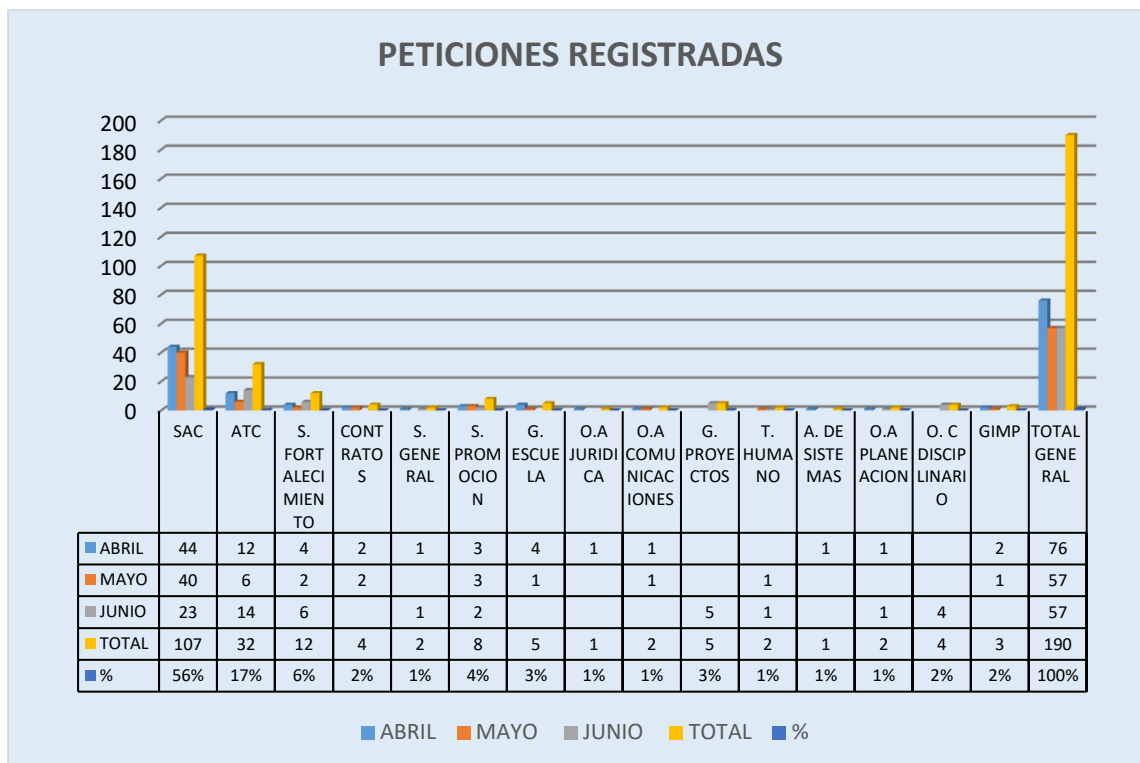 PETICIONES REGISTRADAS
200
180
160
140
120
100
80
60
40
20
0
SAC ATC S. FORT ALECI MIEN TO CONT RATO S S. GENERAL S. PROM OCIO N G. ESCUE LA O.A JURIDI CA O.A COMU NICAC IONES G. PROYE CTOS T. HUMA NO A. DE SISTE MAS O.A PLANE ACION O. C DISCIP LINARI O GIMP TOTAL GENE RAL
ABRIL 44 12 4 2 1 3 4 1 1 1 1 2 76
MAYO 40 6 2 2 3 1 1 1 1 57
JUNIO 23 14 6 1 2 5 1 1 4 57
TOTAL 107 32 12 4 2 8 5 1 2 5 2 1 2 4 3 190
% 56% 17% 6% 2% 1% 4% 3% 1% 1% 3% 1% 1% 1% 2% 2% 100%
ABRIL MAYO JUNIO TOTAL %